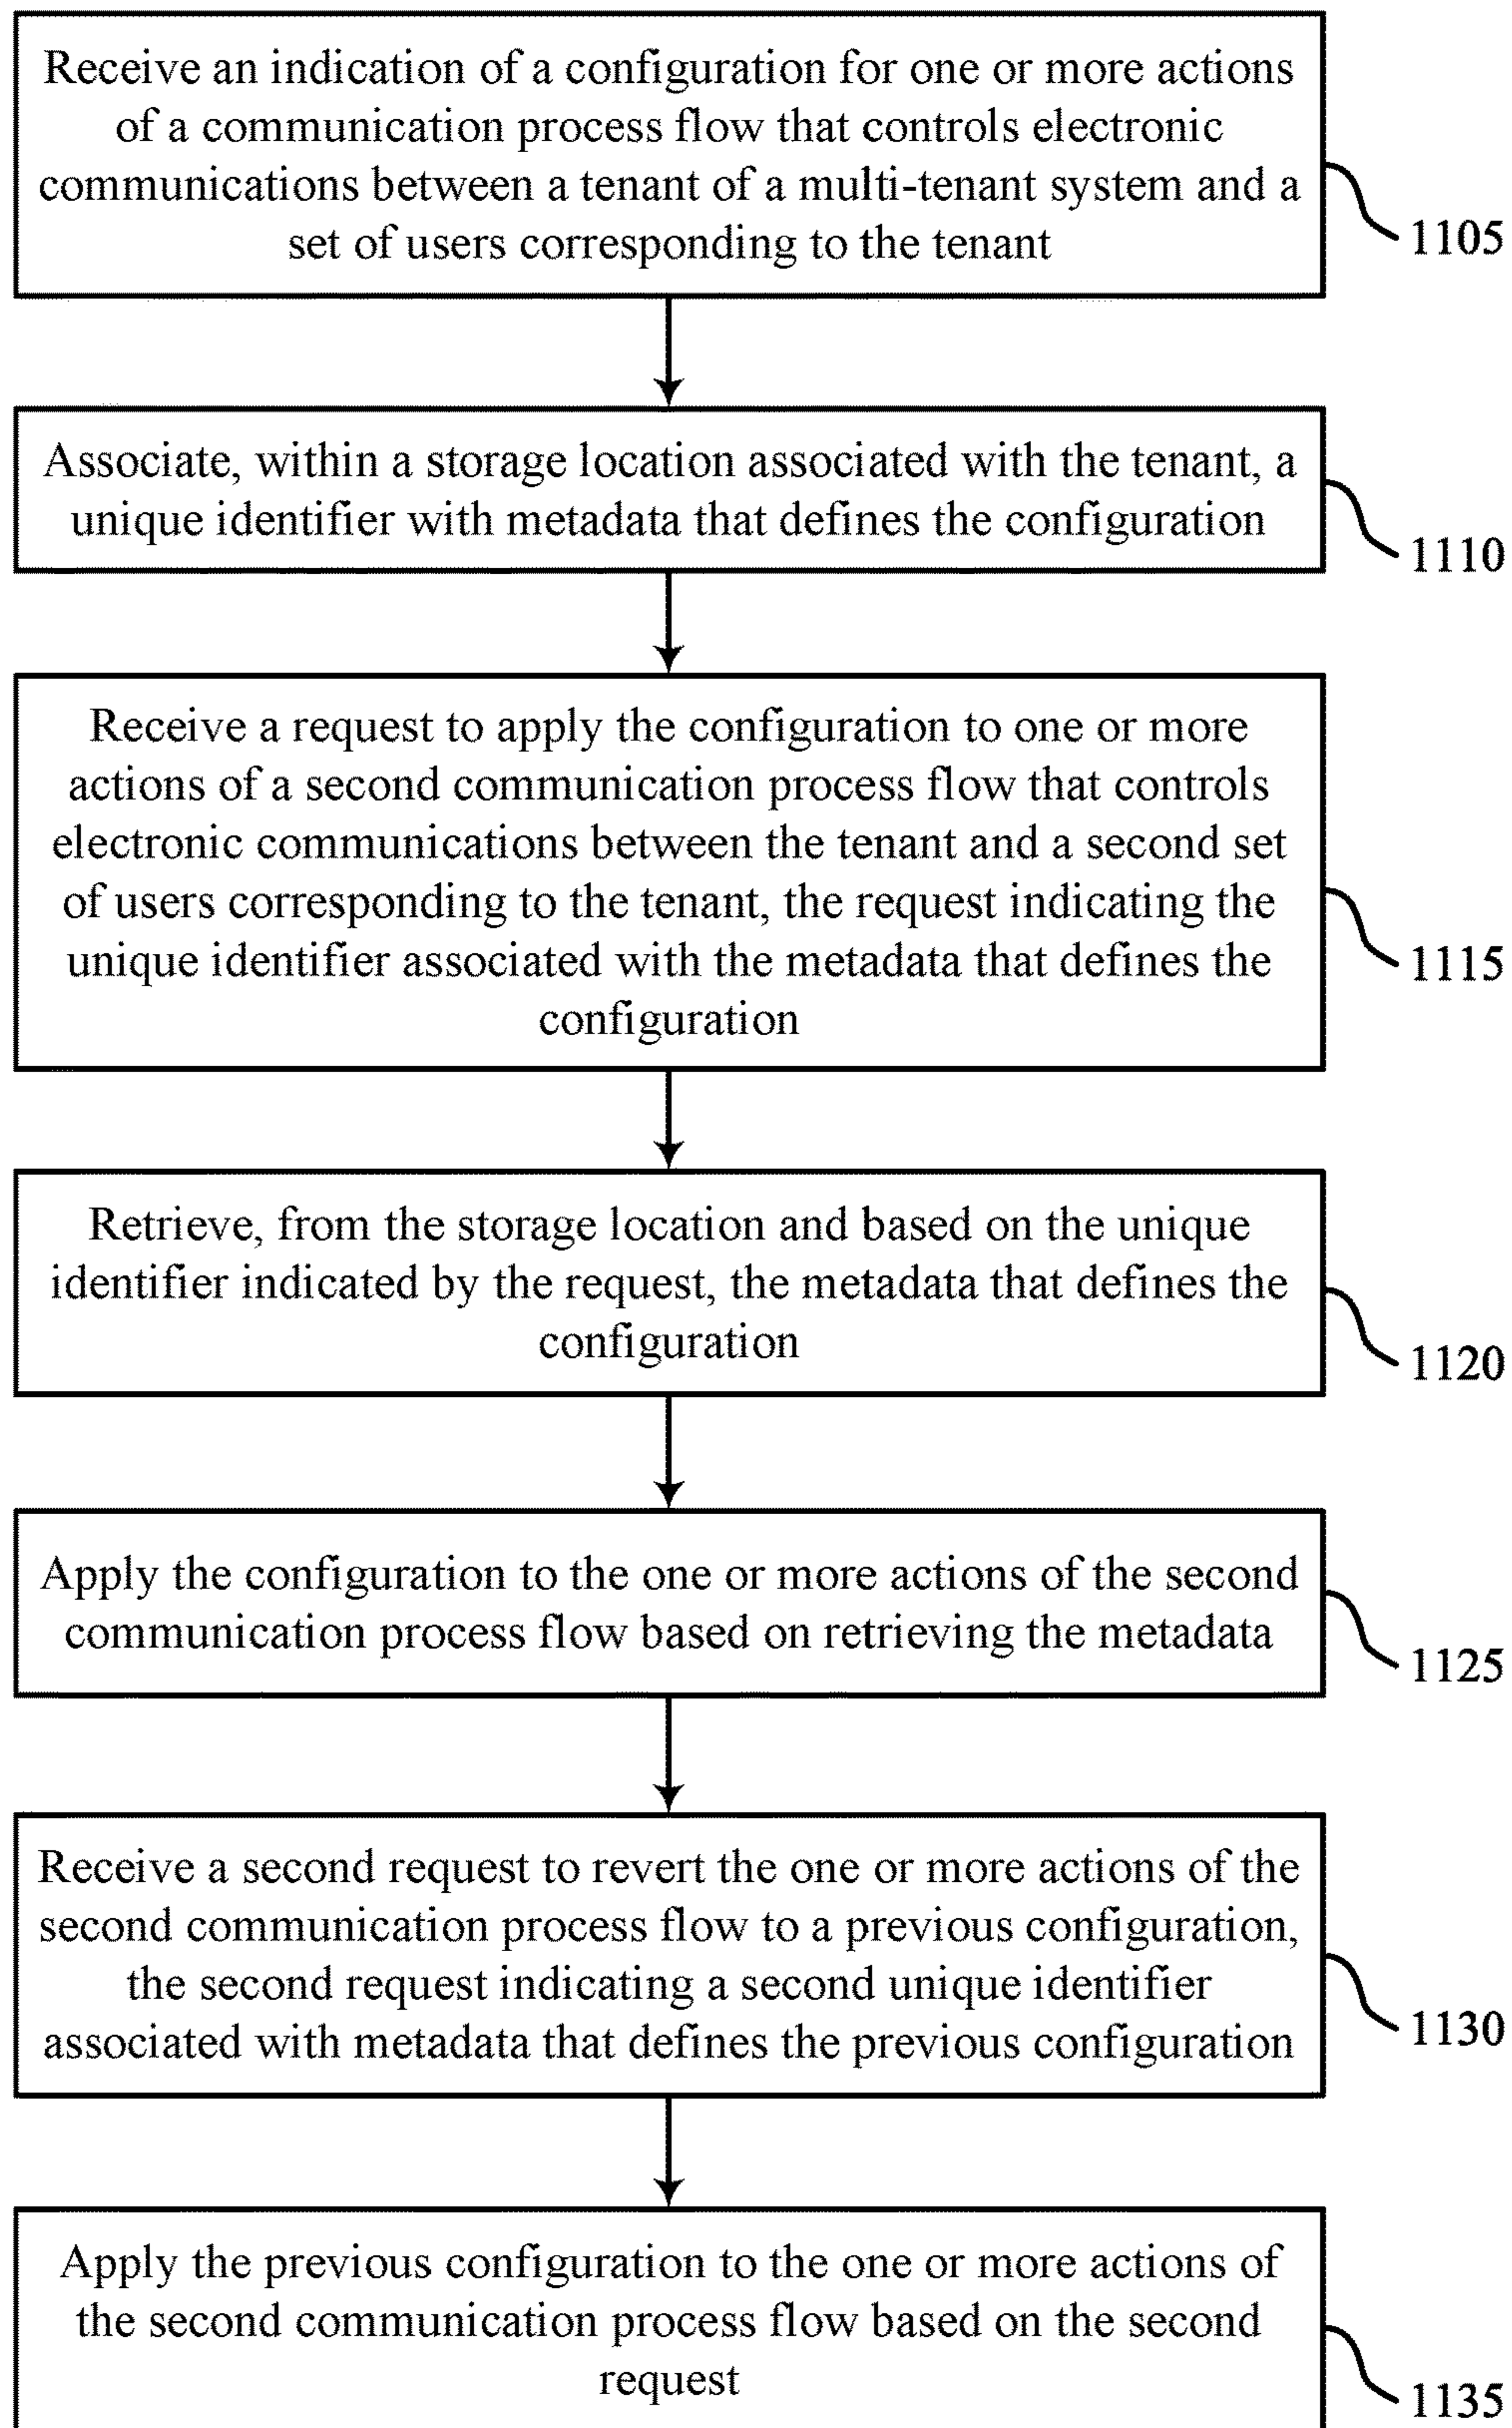 Receive an indication of a configuration for one or more actions
of a communication process flow that controls electronic
communications between a tenant of a multi-tenant system and a
set of users corresponding to the tenant
1105
Associate, within a storage location associated with the tenant, a
unique identifier with metadata that defines the configuration
1110
Receive a request to apply the configuration to one or more
actions of a second communication process flow that controls
electronic communications between the tenant and a second set
of users corresponding to the tenant, the request indicating the
unique identifier associated with the metadata that defines the
configuration
1115
Retrieve, from the storage location and based on the unique
identifier indicated by the request, the metadata that defines the
configuration
1120
Apply the configuration to the one or more actions of the second
communication process flow based on retrieving the metadata
1125
Receive a second request to revert the one or more actions of the
second communication process flow to a previous configuration,
the second request indicating a second unique identifier
associated with metadata that defines the previous configuration
1130
Apply the previous configuration to the one or more actions of
the second communication process flow based on the second
request
1135